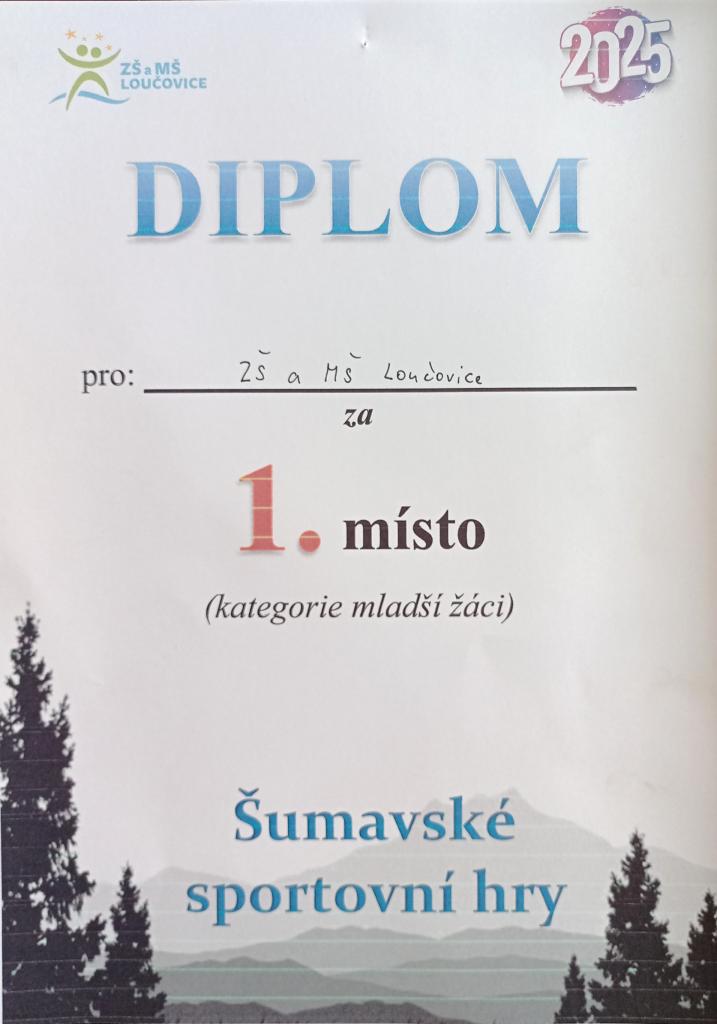 ZŠ a MŠ
LOUČOVICE
2025
DIPLOM
pro: ZŠ a MŠ Loučovice
za
1. místo
(kategorie mladší žáci)
Šumavské
sportovní hry